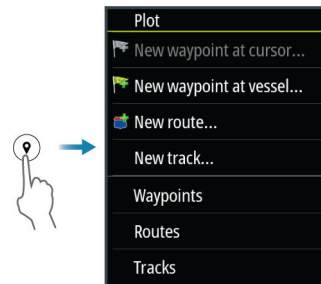 Plot
New waypoint at cursor...
New waypoint at vessel...
New route...
New track...
Waypoints
Routes
Tracks